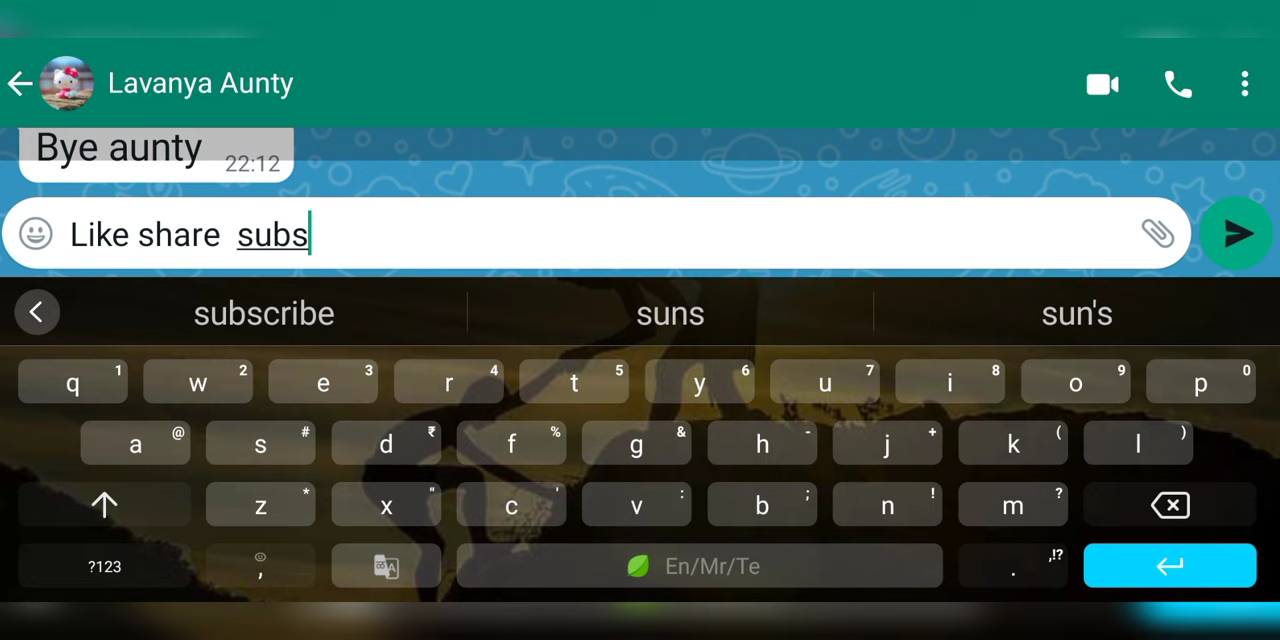 Lavanya Aunty
Bye aunty 22:12
Like share subs
subscribe suns sun's
q 1 w 2 e 3 r 4 t 5 y 6 u 7 i 8 o 9 p 0
a @ s # d ₹ f % g & h - j + k ( l )
z * x " c ' v : b ; n ! m ?
?123 , En/Mr/Te . ,!?